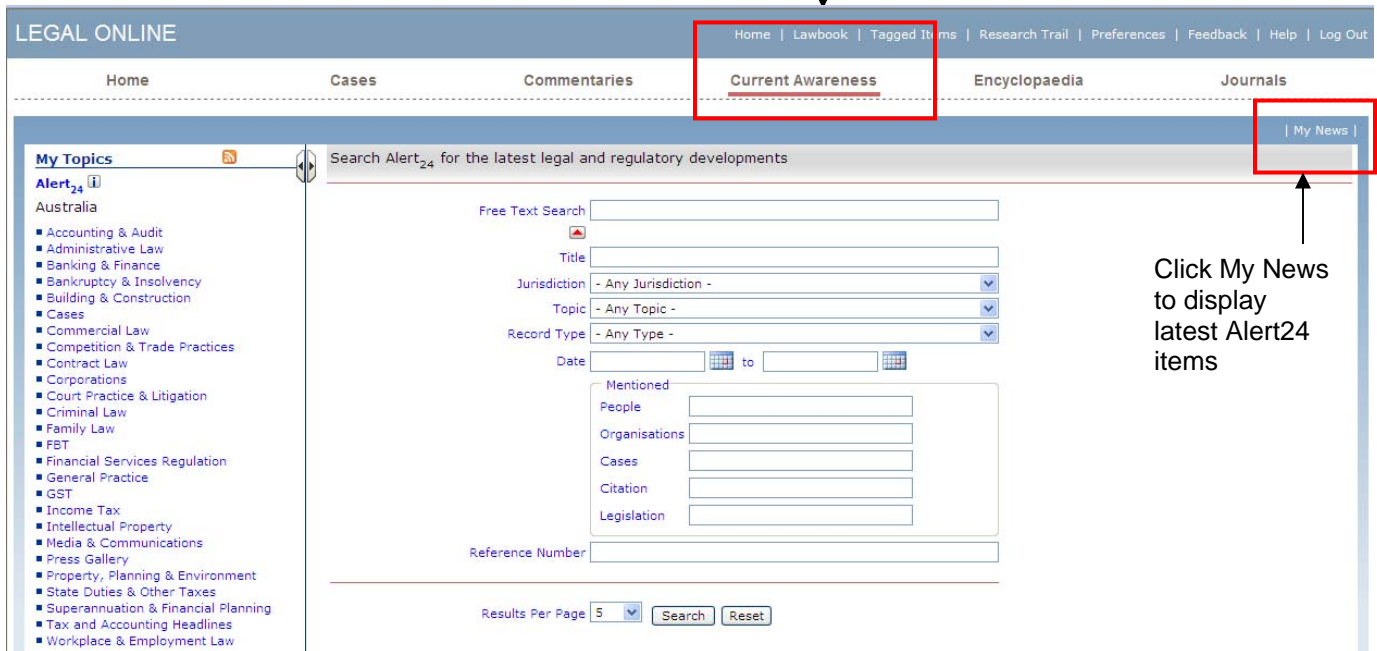 LEGAL ONLINE
Home | Lawbook | Tagged Items | Research Trail | Preferences | Feedback | Help | Log Out
Home Cases Commentaries Current Awareness Encyclopaedia Journals
| My News |
My Topics
Alert24 i
Australia
Accounting & Audit
Administrative Law
Banking & Finance
Bankruptcy & Insolvency
Building & Construction
Cases
Commercial Law
Competition & Trade Practices
Contract Law
Corporations
Court Practice & Litigation
Criminal Law
Family Law
FBT
Financial Services Regulation
General Practice
GST
Income Tax
Intellectual Property
Media & Communications
Press Gallery
Property, Planning & Environment
State Duties & Other Taxes
Superannuation & Financial Planning
Tax and Accounting Headlines
Workplace & Employment Law
Search Alert24 for the latest legal and regulatory developments
Free Text Search
Title
Jurisdiction - Any Jurisdiction -
Topic - Any Topic -
Record Type - Any Type -
Date to
Mentioned
People
Organisations
Cases
Citation
Legislation
Reference Number
Results Per Page 5 Search Reset
Click My News
to display
latest Alert24
items